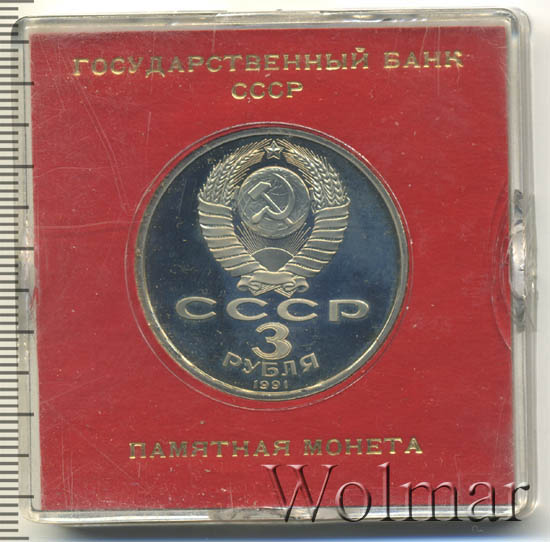 ГОСУДАРСТВЕННЫЙ БАНК
СССР
СССР
3
РУБЛЯ
1991
ПАМЯТНАЯ МОНЕТА
Wolmar